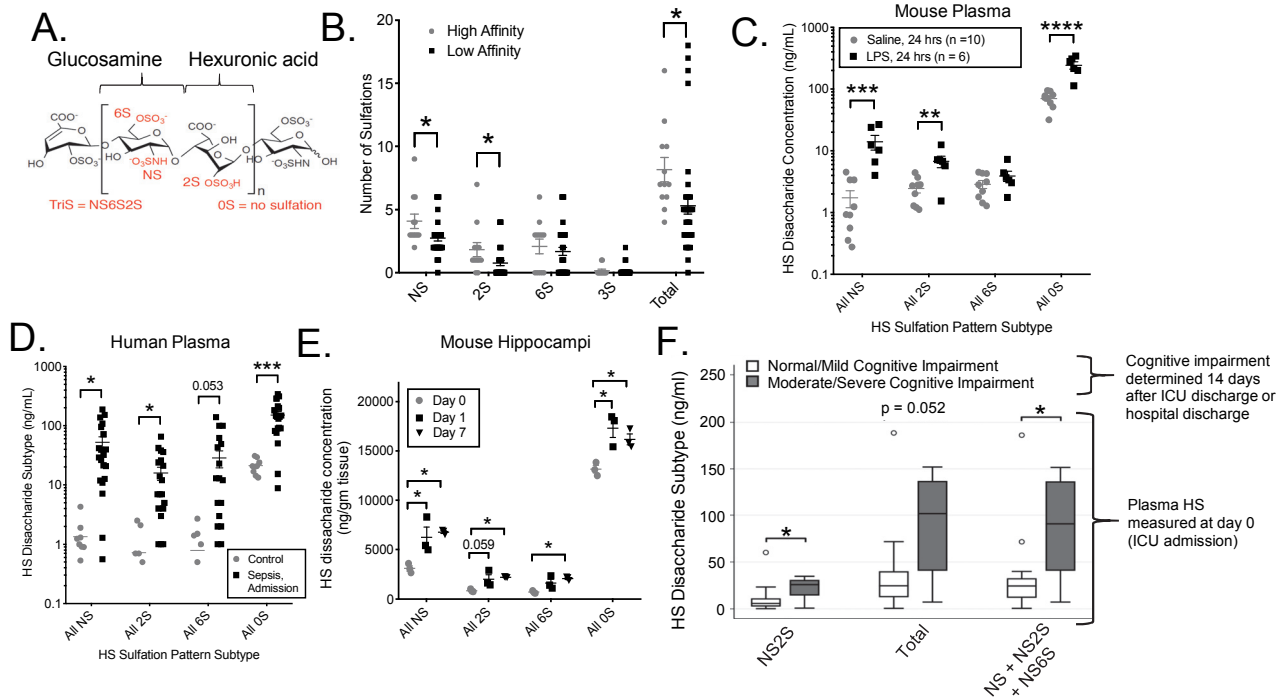 A.
Glucosamine
Hexuronic acid
6S
OSO₃⁻
COO⁻
COO⁻
OH
OSO₃⁻
HO
OSO₃⁻
HO
⁻O₃SNH
NS
2S
OSO₃H
n
HO
⁻O₃SHN
OH
TriS = NS6S2S
0S = no sulfation
B.
High Affinity
Low Affinity
Number of Sulfations
20
15
10
5
0
*
*
*
NS
2S
6S
3S
Total
C.
Mouse Plasma
Saline, 24 hrs (n =10)
LPS, 24 hrs (n = 6)
HS Disaccharide Concentration (ng/mL)
1000
100
10
1
0.1
***
**
****
All NS
All 2S
All 6S
All 0S
HS Sulfation Pattern Subtype
D.
Human Plasma
HS Disaccharide Subtype (ng/mL)
1000
100
10
1
0.1
*
*
0.053
***
Control
Sepsis,
Admission
All NS
All 2S
All 6S
All 0S
HS Sulfation Pattern Subtype
E.
Mouse Hippocampi
Day 0
Day 1
Day 7
HS dissacharide concentration
(ng/gm tissue)
20000
15000
10000
5000
0
*
*
0.059
*
*
*
*
All NS
All 2S
All 6S
All 0S
F.
Normal/Mild Cognitive Impairment
Moderate/Severe Cognitive Impairment
HS Disaccharide Subtype (ng/ml)
250
200
150
100
50
0
*
p = 0.052
*
NS2S
Total
NS + NS2S
+ NS6S
Cognitive impairment
determined 14 days
after ICU discharge or
hospital discharge
Plasma HS
measured at day 0
(ICU admission)